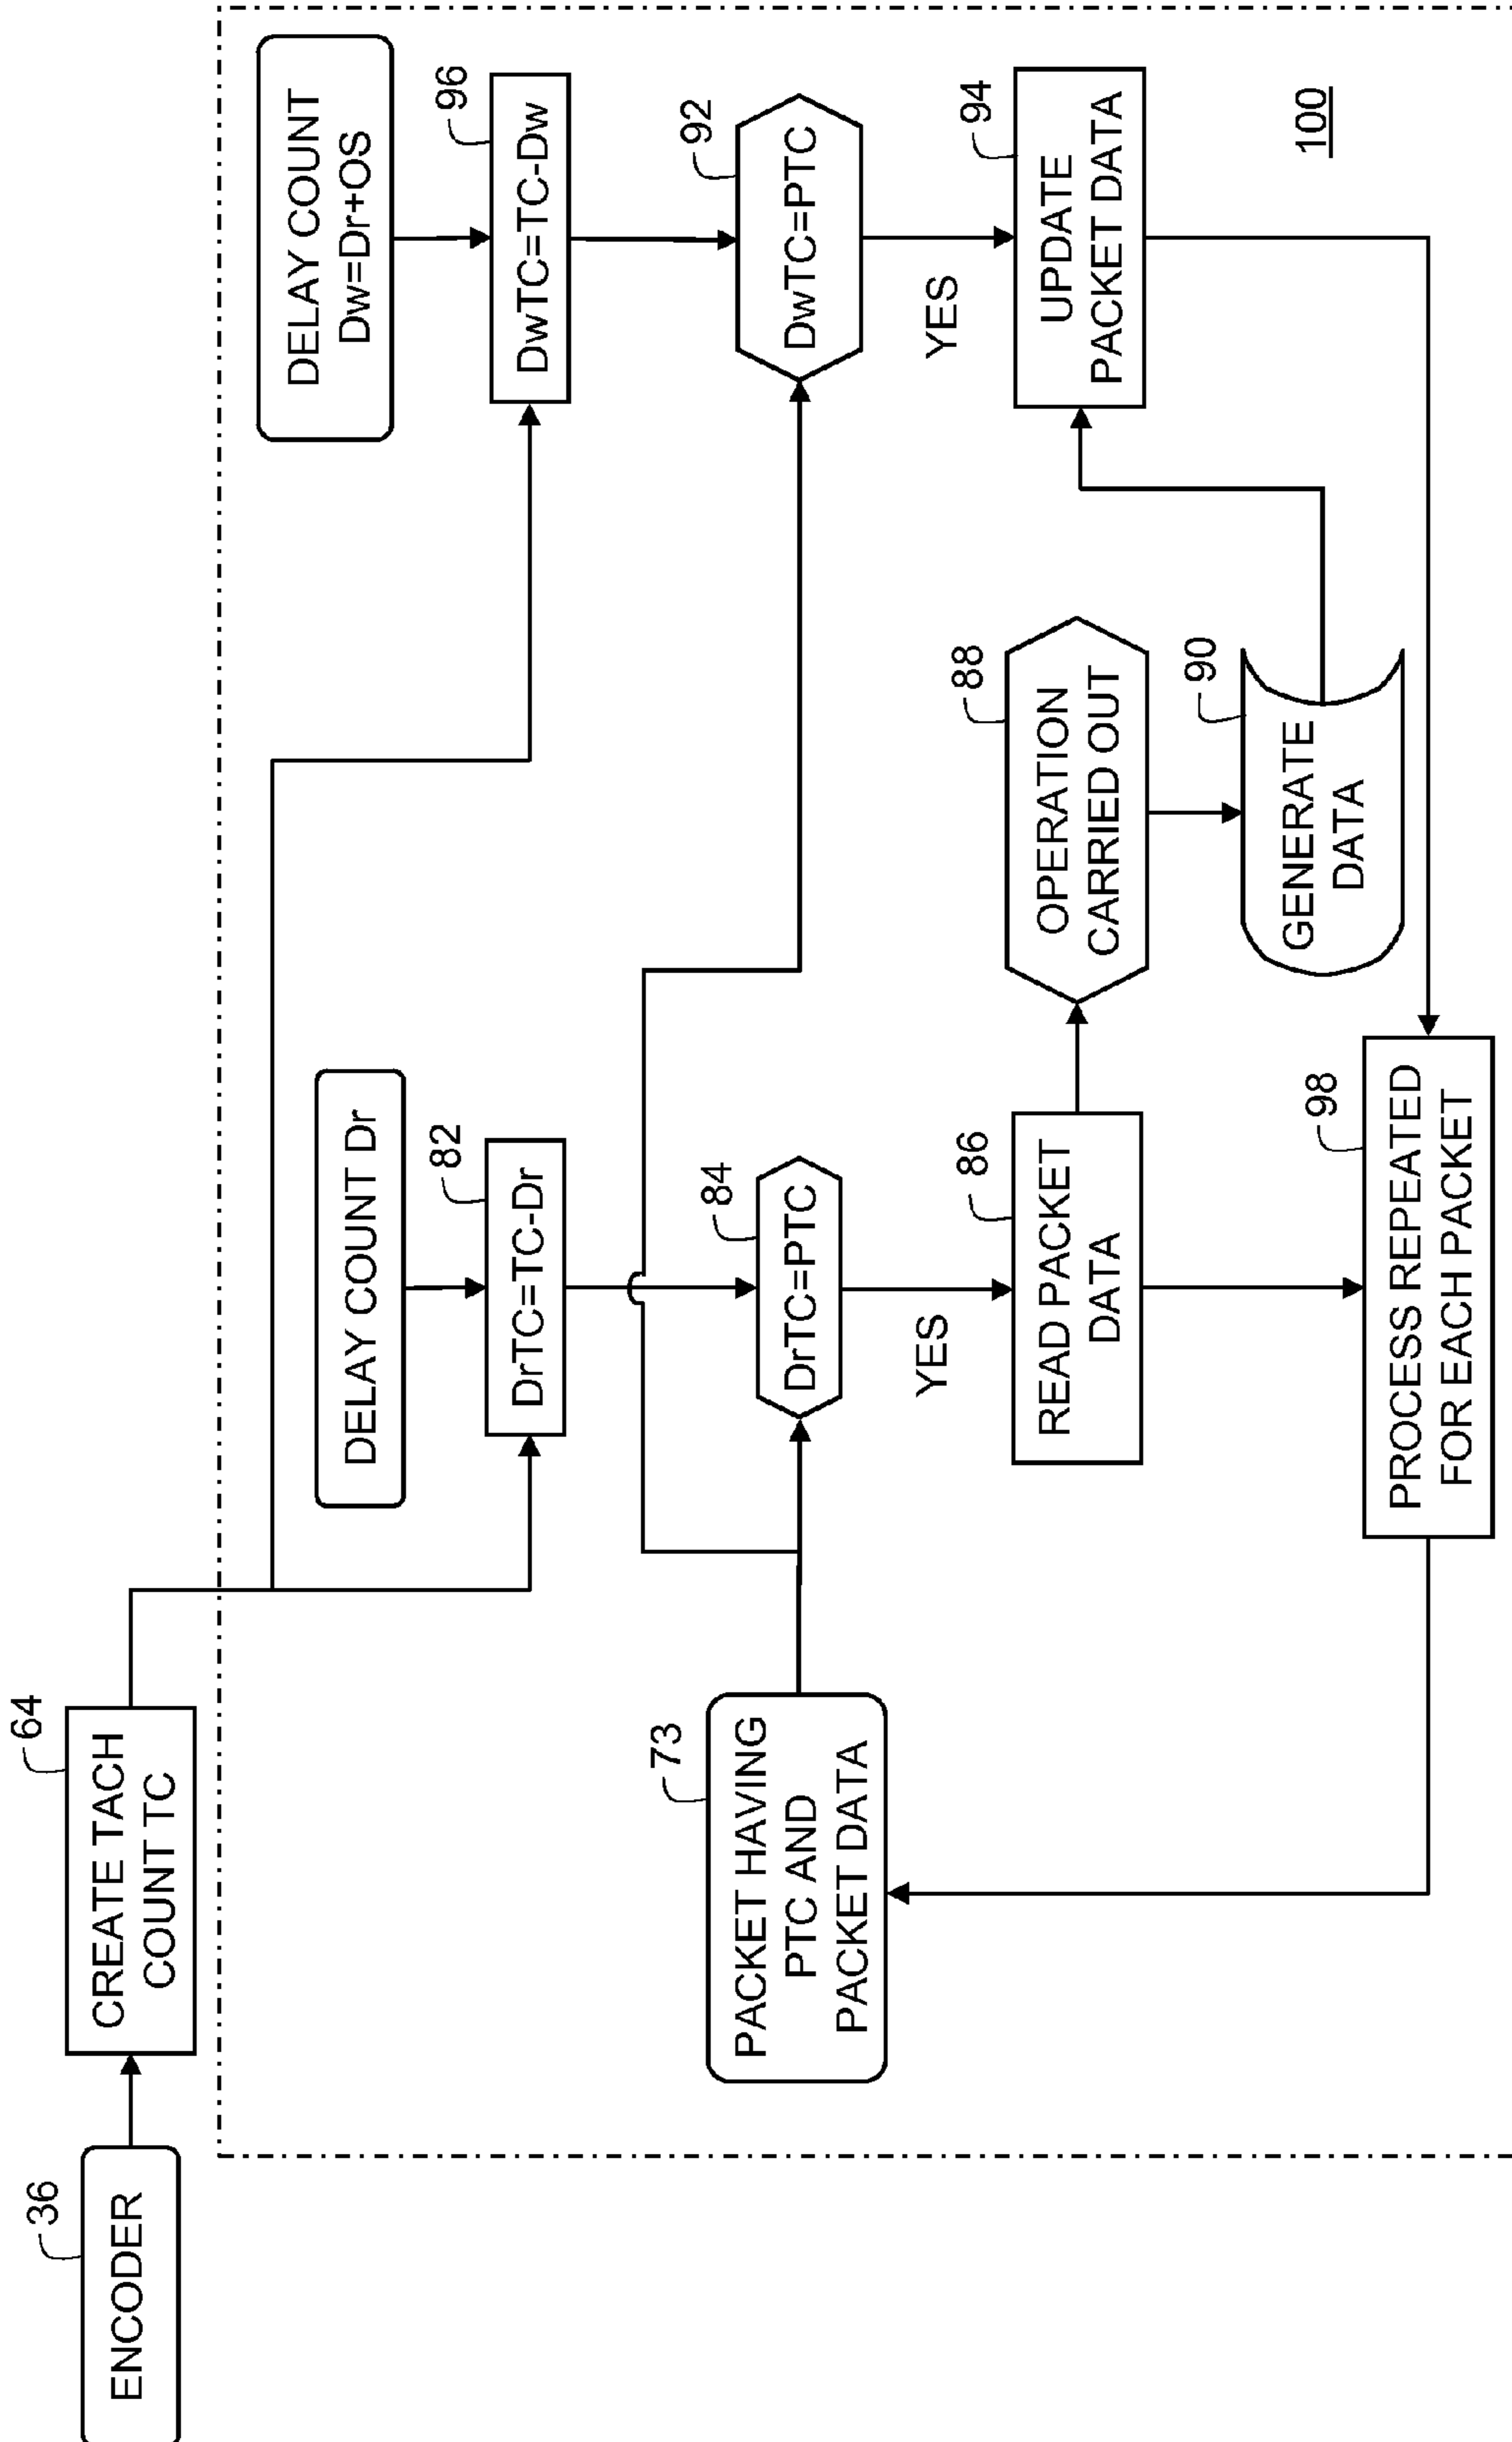 36
ENCODER
64
CREATE TACH
COUNT TC
DELAY COUNT Dr
82
DrTC=TC-Dr
DELAY COUNT
Dw=Dr+OS
96
DwTC=TC-Dw
73
PACKET HAVING
PTC AND
PACKET DATA
84
DrTC=PTC
YES
92
DwTC=PTC
YES
86
READ PACKET
DATA
88
OPERATION
CARRIED OUT
90
GENERATE
DATA
94
UPDATE
PACKET DATA
98
PROCESS REPEATED
FOR EACH PACKET
100